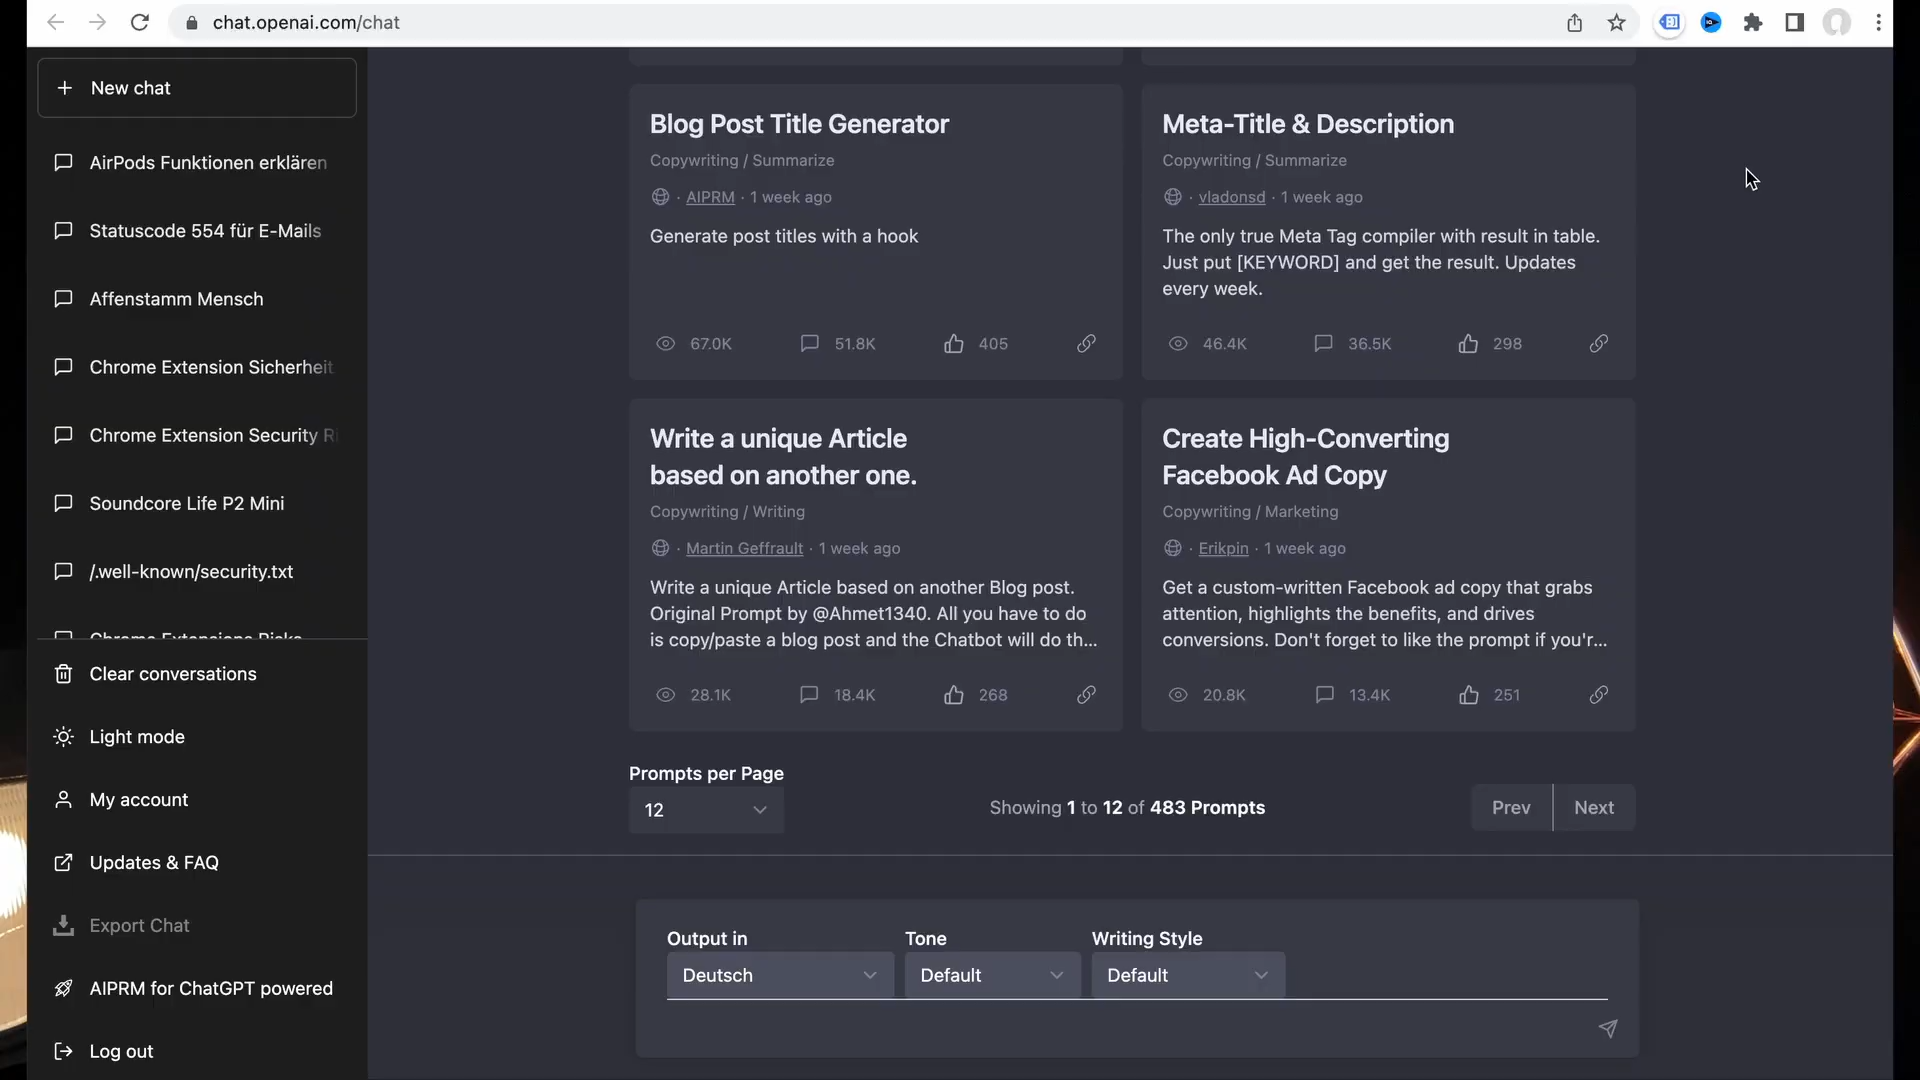 chat.openai.com/chat
New chat
AirPods Funktionen erklären
Statuscode 554 für E-Mails
Affenstamm Mensch
Chrome Extension Sicherheit
Chrome Extension Security Ri
Soundcore Life P2 Mini
/.well-known/security.txt
Chrome Extensions Risks
Clear conversations
Light mode
My account
Updates & FAQ
Export Chat
AIPRM for ChatGPT powered
Log out
Blog Post Title Generator
Copywriting / Summarize
· AIPRM · 1 week ago
Generate post titles with a hook
67.0K 51.8K 405
Meta-Title & Description
Copywriting / Summarize
· vladonsd · 1 week ago
The only true Meta Tag compiler with result in table.
Just put [KEYWORD] and get the result. Updates
every week.
46.4K 36.5K 298
Write a unique Article
based on another one.
Copywriting / Writing
· Martin Geffrault · 1 week ago
Write a unique Article based on another Blog post.
Original Prompt by @Ahmet1340. All you have to do
is copy/paste a blog post and the Chatbot will do th...
28.1K 18.4K 268
Create High-Converting
Facebook Ad Copy
Copywriting / Marketing
· Erikpin · 1 week ago
Get a custom-written Facebook ad copy that grabs
attention, highlights the benefits, and drives
conversions. Don't forget to like the prompt if you'r...
20.8K 13.4K 251
Prompts per Page
12
Showing 1 to 12 of 483 Prompts
Prev Next
Output in Tone Writing Style
Deutsch Default Default